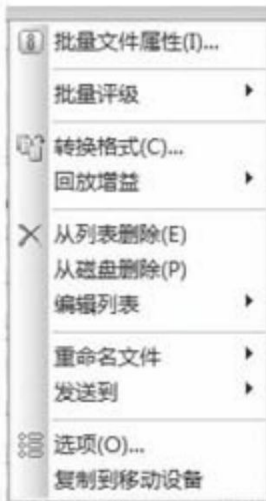 批量文件属性(I)...
批量评级
转换格式(C)...
回放增益
从列表删除(E)
从磁盘删除(P)
编辑列表
重命名文件
发送到
选项(O)...
复制到移动设备